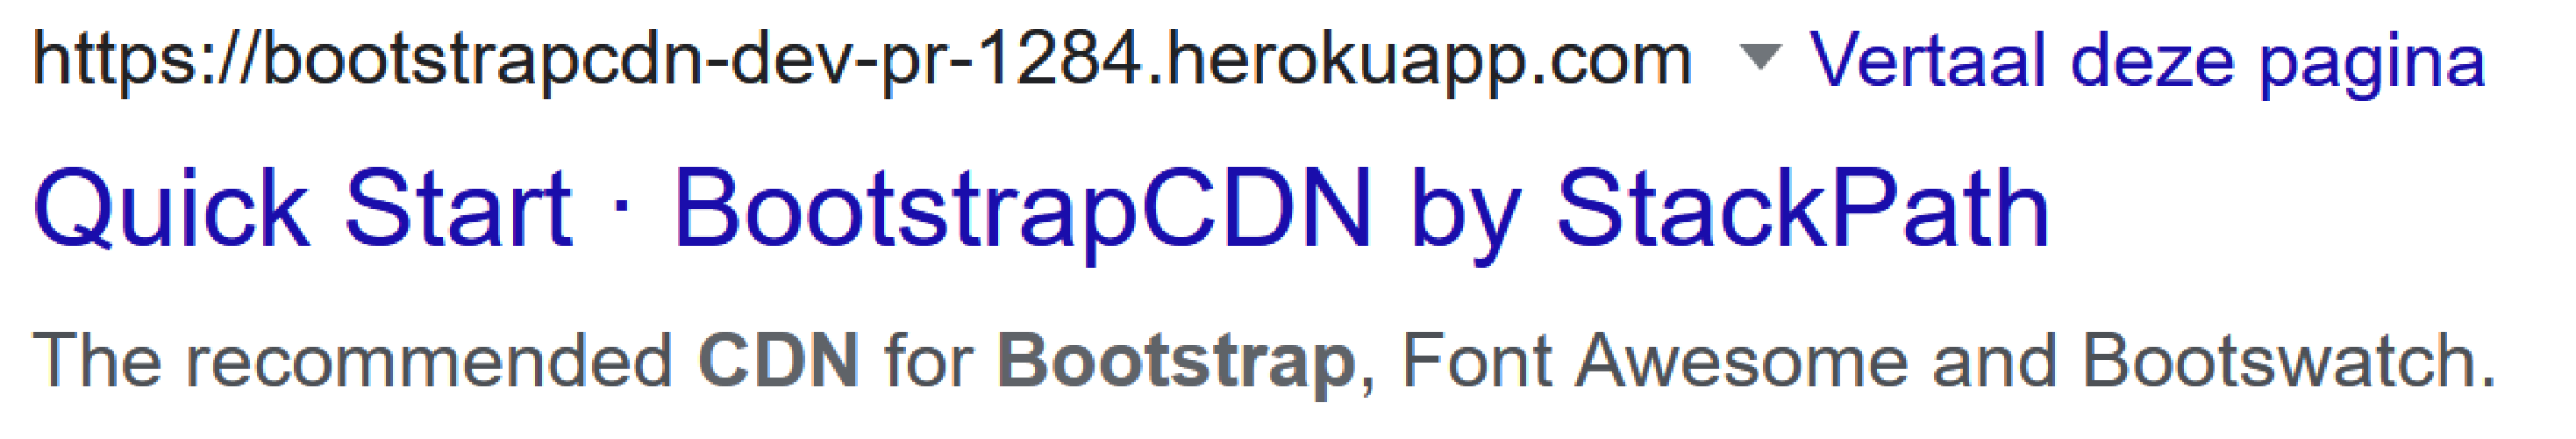 https://bootstrapcdn-dev-pr-1284.herokuapp.com Vertaal deze pagina
Quick Start · BootstrapCDN by StackPath
The recommended CDN for Bootstrap, Font Awesome and Bootswatch.